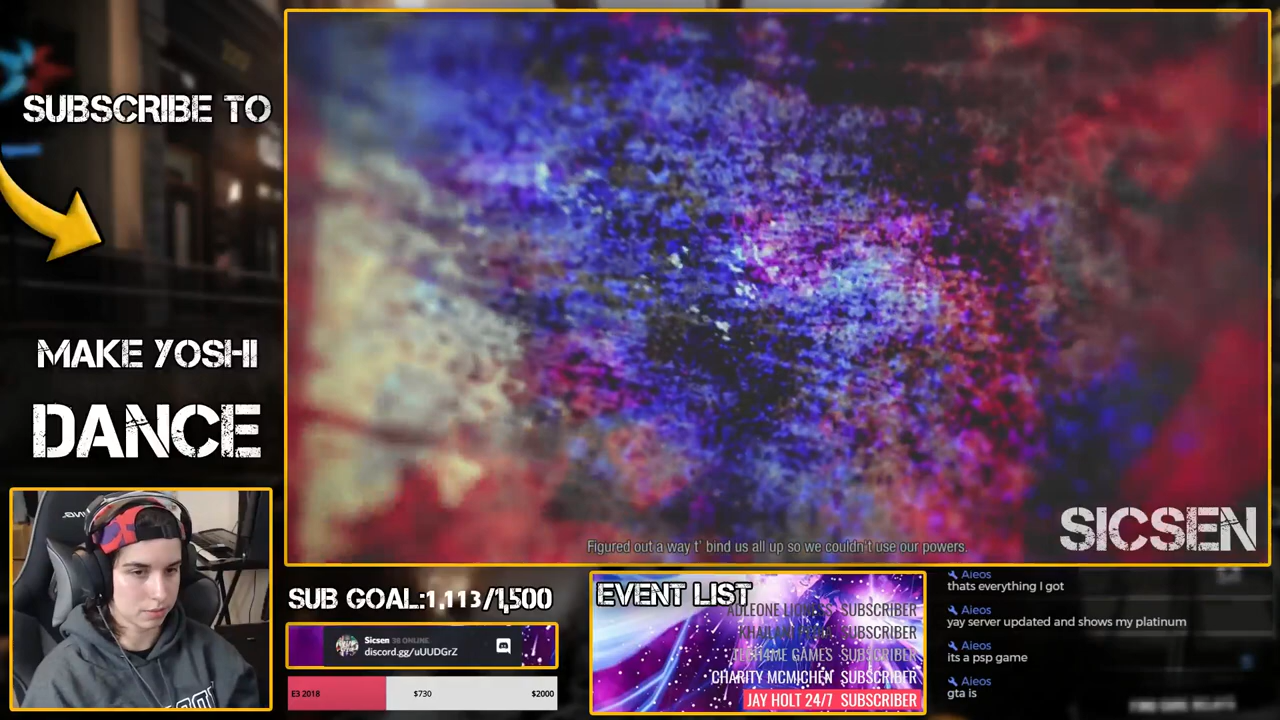 SUBSCRIBE TO
MAKE YOSHI
DANCE
Figured out a way t' bind us all up so we couldn't use our powers.
SICSEN
SUB GOAL:1,113/1,500
Sicsen 38 ONLINE
discord.gg/uUUDGrZ
E3 2018 $730 $2000
EVENT LIST
SUBSCRIBER
SUBSCRIBER
SUBSCRIBER
CHARITY MCMICHEN SUBSCRIBER
JAY HOLT 24/7 SUBSCRIBER
Aieos
thats everything I got
Aieos
yay server updated and shows my platinum
Aieos
its a psp game
Aieos
gta is